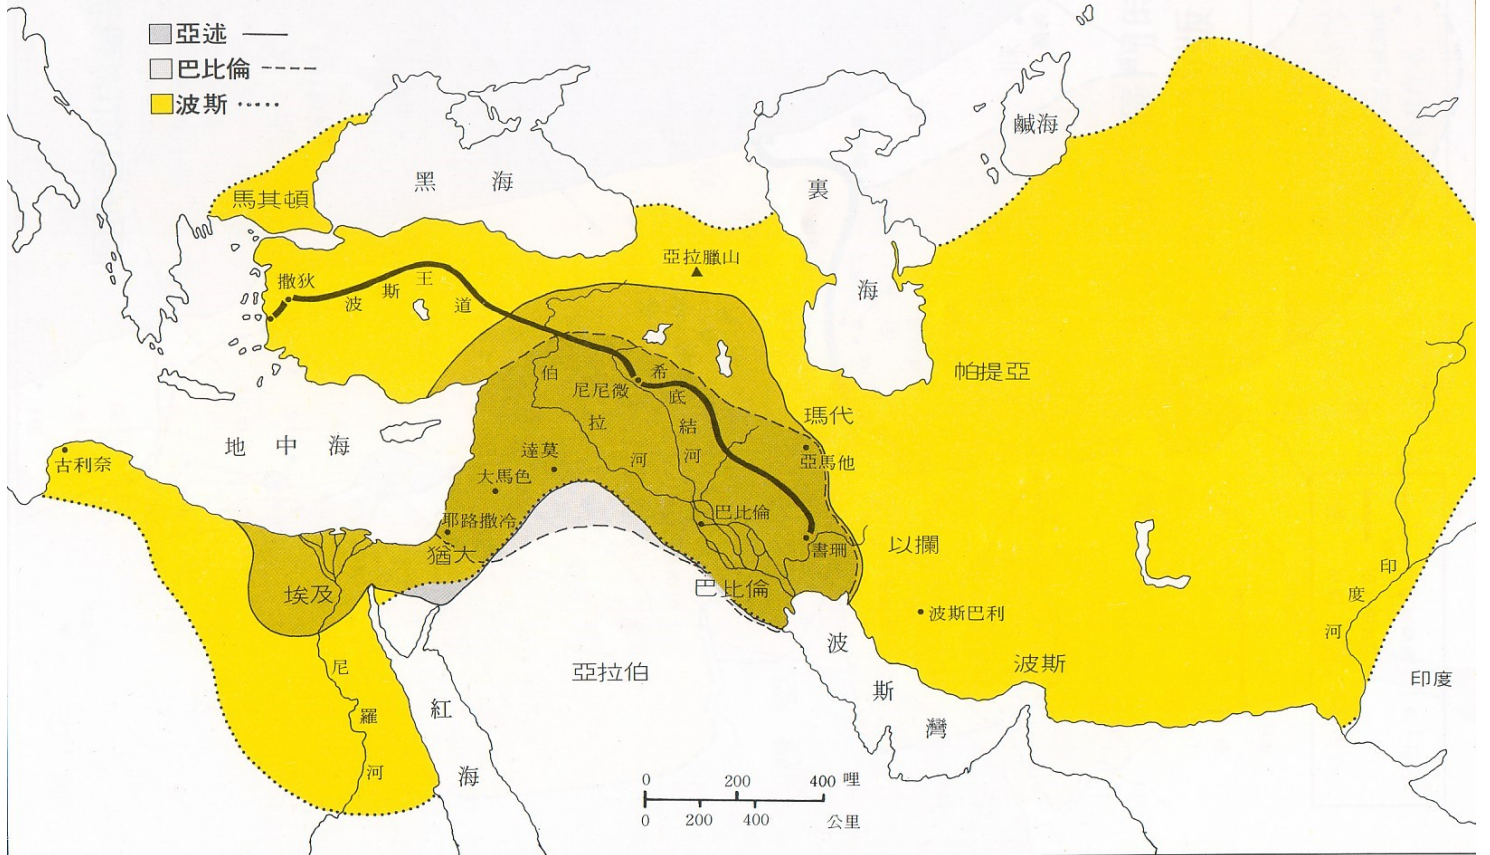 亞述
巴比倫
波斯
黑海
裏海
鹹海
馬其頓
亞拉臘山
撒狄
波斯王道
帕提亞
伯拉河
尼尼微
希底結河
瑪代
地中海
古利奈
達莫
大馬色
亞馬他
耶路撒冷
巴比倫
書珊
以攔
猶大
埃及
巴比倫
波斯巴利
印度河
波斯灣
波斯
亞拉伯
印度
尼羅河
紅海
0 200 400 哩
0 200 400 公里